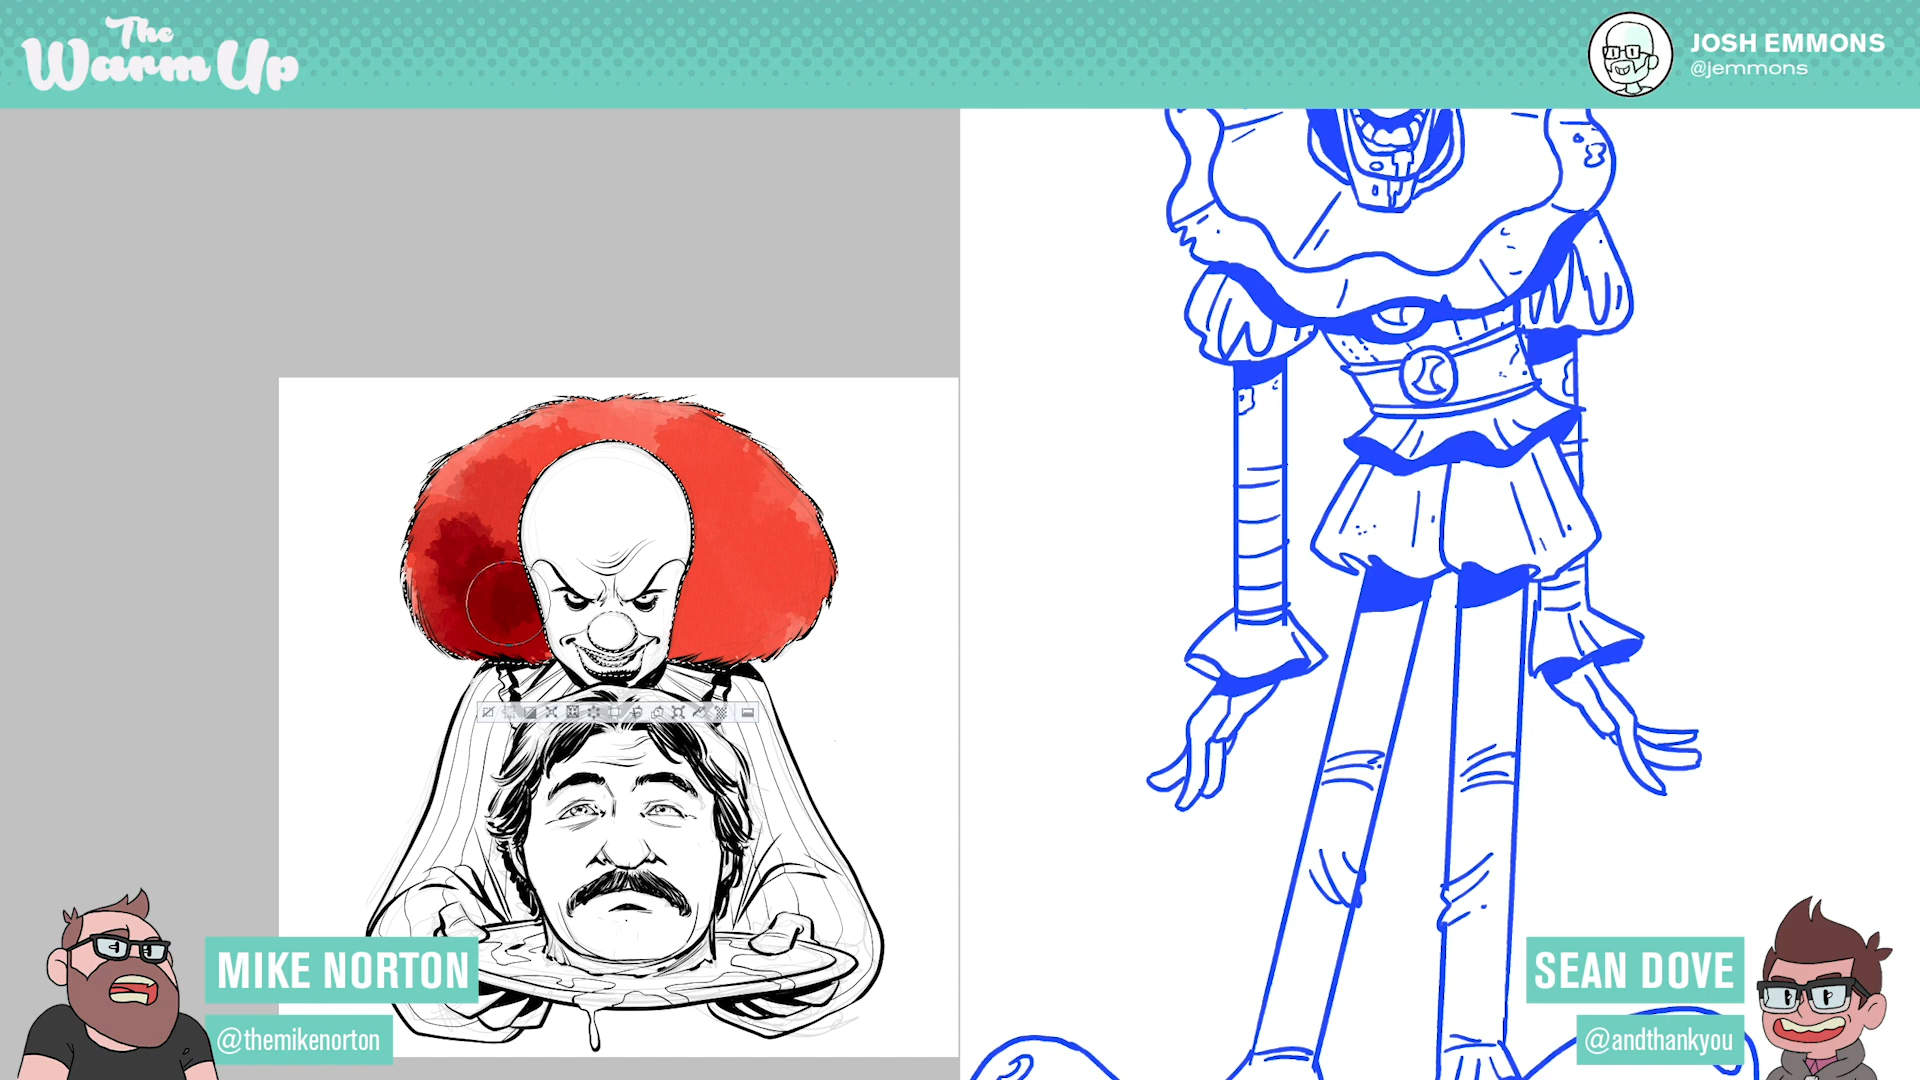 The
Warm Up
JOSH EMMONS
@jemmons
MIKE NORTON
@themikenorton
SEAN DOVE
@andthankyou